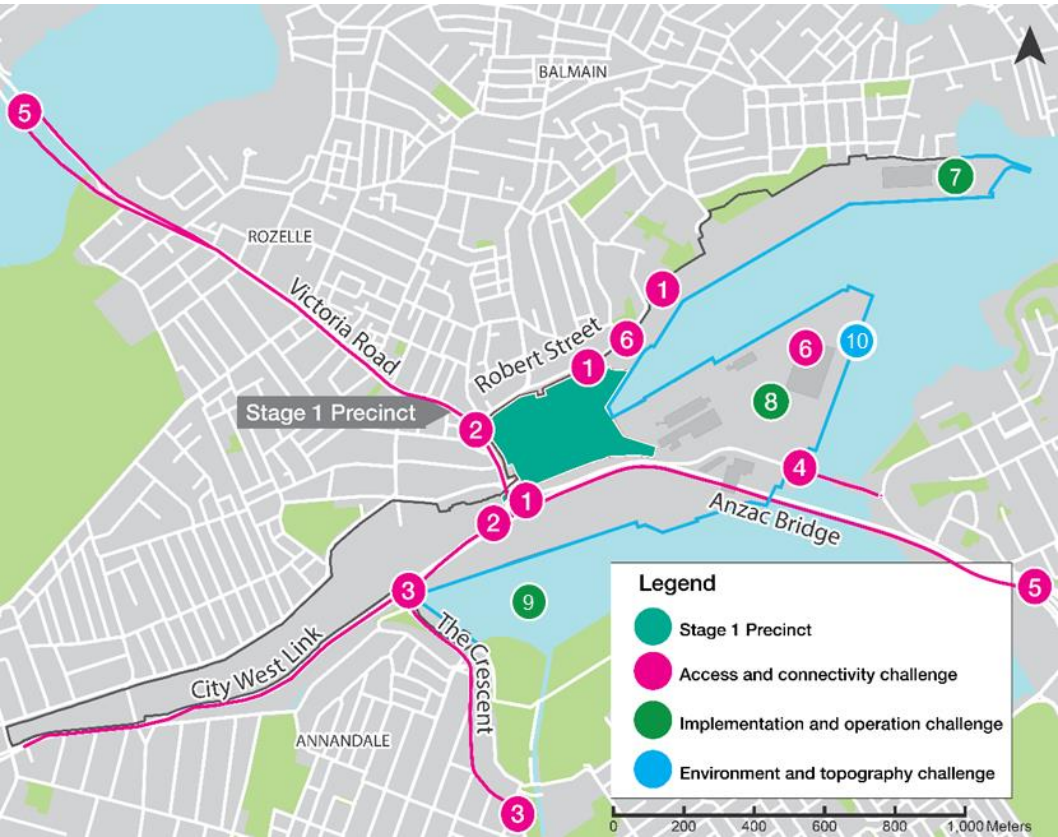 BALMAIN
5
7
ROZELLE
1
Victoria Road
6
6
10
Robert Street
1
8
Stage 1 Precinct
2
4
1
Anzac Bridge
2
3
5
9
The Crescent
City West Link
ANNANDALE
3
Legend
Stage 1 Precinct
Access and connectivity challenge
Implementation and operation challenge
Environment and topography challenge
0 200 400 600 800 1,000 Meters